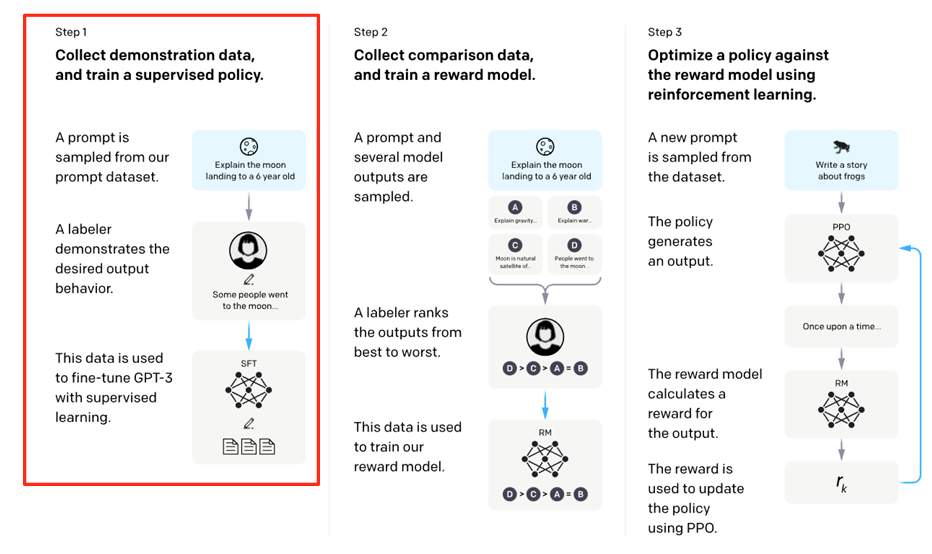 Step 1
Collect demonstration data,
and train a supervised policy.
A prompt is
sampled from our
prompt dataset.
Explain the moon
landing to a 6 year old
A labeler
demonstrates the
desired output
behavior.
Some people went
to the moon...
This data is used
to fine-tune GPT-3
with supervised
learning.
SFT
Step 2
Collect comparison data,
and train a reward model.
A prompt and
several model
outputs are
sampled.
Explain the moon
landing to a 6 year old
A
Explain gravity...
B
Explain war...
C
Moon is natural
satellite of...
D
People went to
the moon...
A labeler ranks
the outputs from
best to worst.
D > C > A = B
This data is used
to train our
reward model.
RM
D > C > A = B
Step 3
Optimize a policy against
the reward model using
reinforcement learning.
A new prompt
is sampled from
the dataset.
Write a story
about frogs
The policy
generates
an output.
PPO
Once upon a time...
The reward model
calculates a
reward for
the output.
RM
The reward is
used to update
the policy
using PPO.
rk